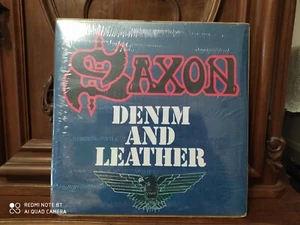 SAXON
DENIM
AND
LEATHER
REDMI NOTE 8T
AI QUAD CAMERA